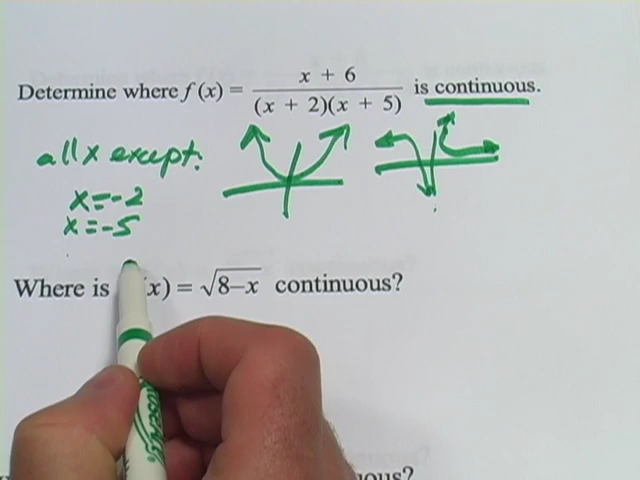 Determine where f(x) = x + 6 / (x + 2)(x + 5) is continuous.
all x except:
x=-2
x=-5
Where is (x) = √8-x continuous?